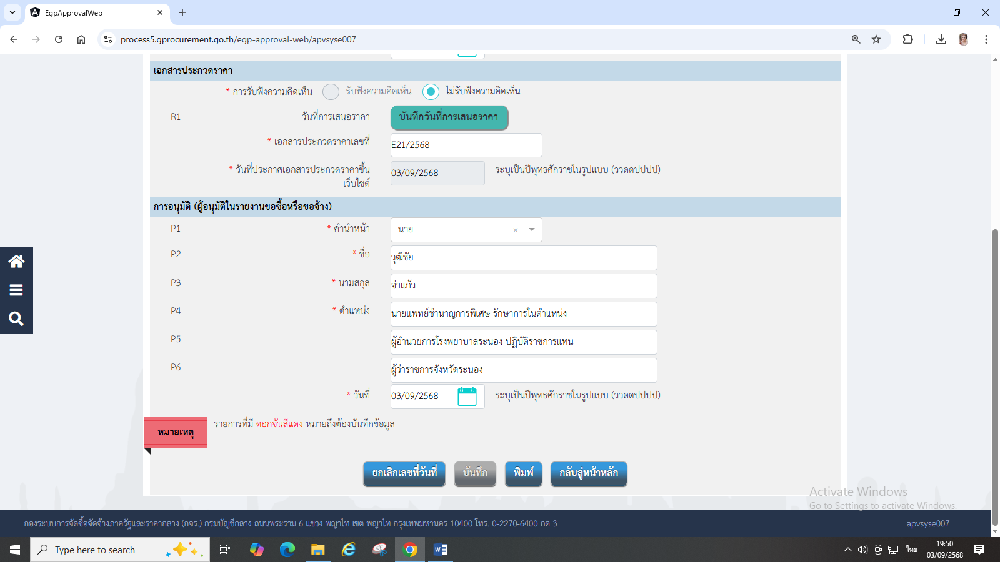 EgpApprovalWeb
process5.gprocurement.go.th/egp-approval-web/apvsyse007
เอกสารประกวดราคา
* การรับฟังความคิดเห็น รับฟังความคิดเห็น ไม่รับฟังความคิดเห็น
R1 วันที่การเสนอราคา บันทึกวันที่การเสนอราคา
* เอกสารประกวดราคาเลขที่ E21/2568
* วันที่ประกาศเอกสารประกวดราคาขึ้น 03/09/2568 ระบุเป็นปีพุทธศักราชในรูปแบบ (ววดดปปปป)
เว็บไซต์
การอนุมัติ (ผู้อนุมัติในรายงานขอซื้อหรือขอจ้าง)
P1 * คำนำหน้า นาย
P2 * ชื่อ วุฒิชัย
P3 * นามสกุล จ่าแก้ว
P4 * ตำแหน่ง นายแพทย์ชำนาญการพิเศษ รักษาการในตำแหน่ง
P5 ผู้อำนวยการโรงพยาบาลระนอง ปฏิบัติราชการแทน
P6 ผู้ว่าราชการจังหวัดระนอง
* วันที่ 03/09/2568 ระบุเป็นปีพุทธศักราชในรูปแบบ (ววดดปปปป)
หมายเหตุ รายการที่มี ดอกจันสีแดง หมายถึงต้องบันทึกข้อมูล
ยกเลิกเลขที่วันที่ บันทึก พิมพ์ กลับสู่หน้าหลัก
Activate Windows
Go to Settings to activate Windows.
กองระบบการจัดซื้อจัดจ้างภาครัฐและราคากลาง (กจร.) กรมบัญชีกลาง ถนนพระราม 6 แขวง พญาไท เขต พญาไท กรุงเทพมหานคร 10400 โทร. 0-2270-6400 กด 3 apvsyse007
Type here to search ไทย 19:50
03/09/2568